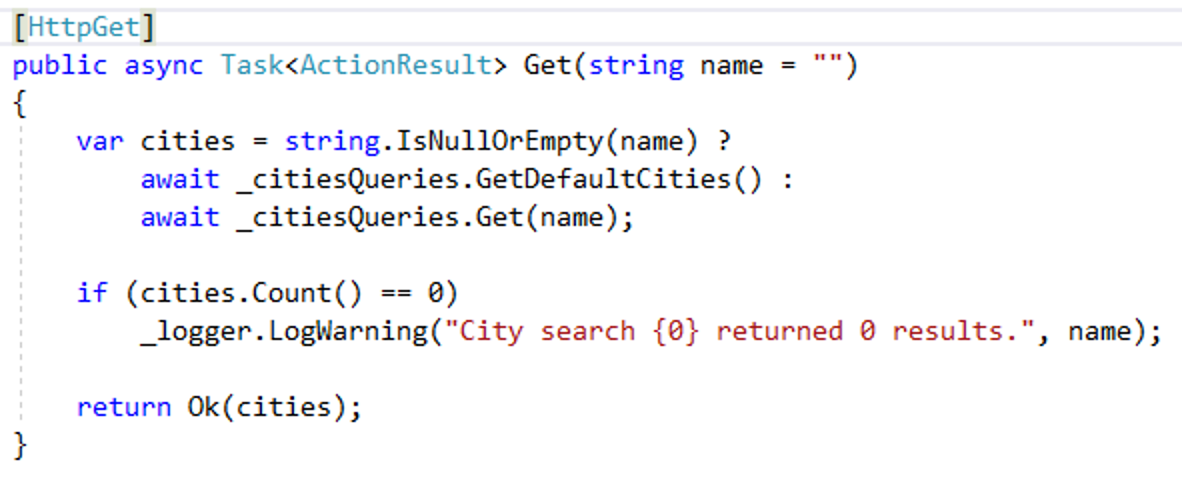 [HttpGet]
public async Task<ActionResult> Get(string name = "")
{
    var cities = string.IsNullOrEmpty(name) ?
        await _citiesQueries.GetDefaultCities() :
        await _citiesQueries.Get(name);

    if (cities.Count() == 0)
        _logger.LogWarning("City search {0} returned 0 results.", name);

    return Ok(cities);
}